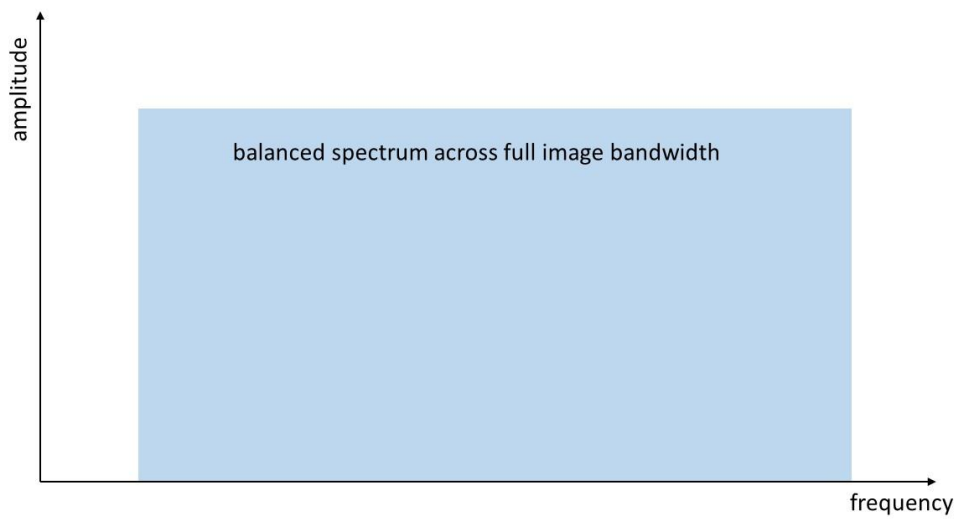 amplitude
balanced spectrum across full image bandwidth
frequency